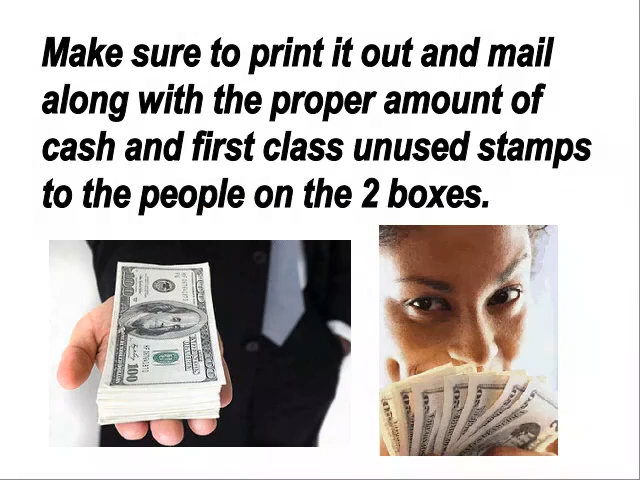 Make sure to print it out and mail
along with the proper amount of
cash and first class unused stamps
to the people on the 2 boxes.
100